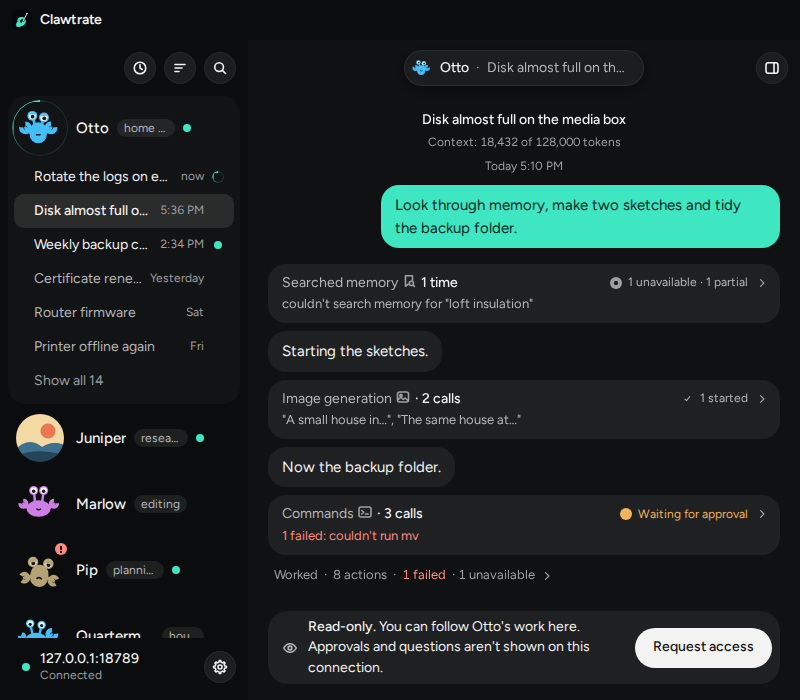 Clawtrate
Otto home ...
Rotate the logs on e... now
Disk almost full o... 5:36 PM
Weekly backup c... 2:34 PM
Certificate rene... Yesterday
Router firmware Sat
Printer offline again Fri
Show all 14
Juniper resea...
Marlow editing
Pip planni...
Quarterm hou...
127.0.0.1:18789
Connected
Otto · Disk almost full on th...
Disk almost full on the media box
Context: 18,432 of 128,000 tokens
Today 5:10 PM
Look through memory, make two sketches and tidy
the backup folder.
Searched memory 1 time 1 unavailable · 1 partial
couldn't search memory for "loft insulation"
Starting the sketches.
Image generation · 2 calls 1 started
"A small house in...", "The same house at..."
Now the backup folder.
Commands · 3 calls Waiting for approval
1 failed: couldn't run mv
Worked · 8 actions · 1 failed · 1 unavailable
Read-only. You can follow Otto's work here.
Approvals and questions aren't shown on this
connection.
Request access